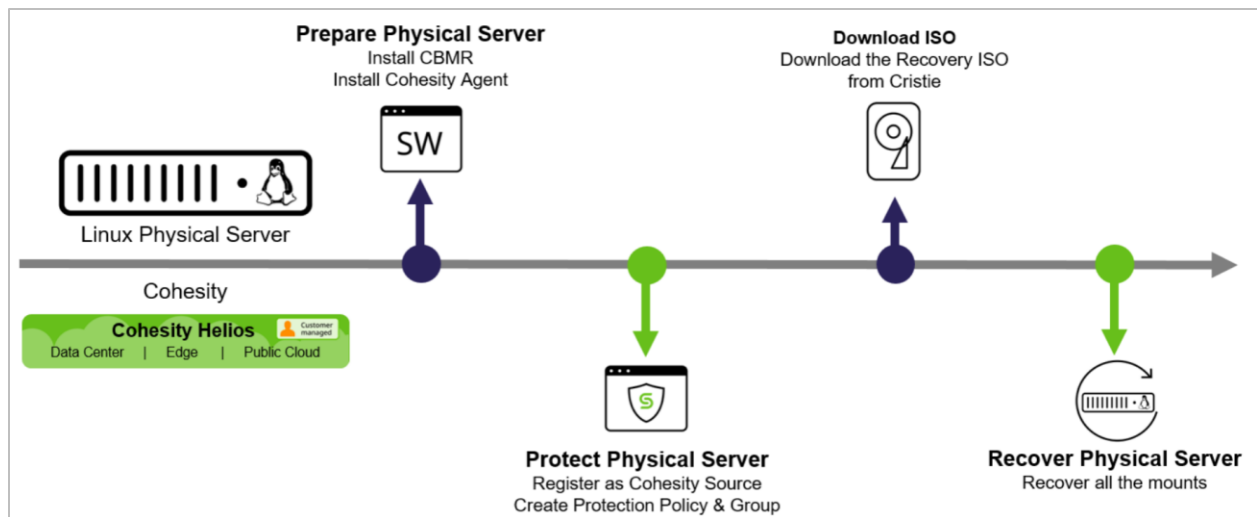 Prepare Physical Server
Install CBMR
Install Cohesity Agent
SW
Download ISO
Download the Recovery ISO
from Cristie
Linux Physical Server
Cohesity
Cohesity Helios
Customer
managed
Data Center | Edge | Public Cloud
Protect Physical Server
Register as Cohesity Source
Create Protection Policy & Group
Recover Physical Server
Recover all the mounts